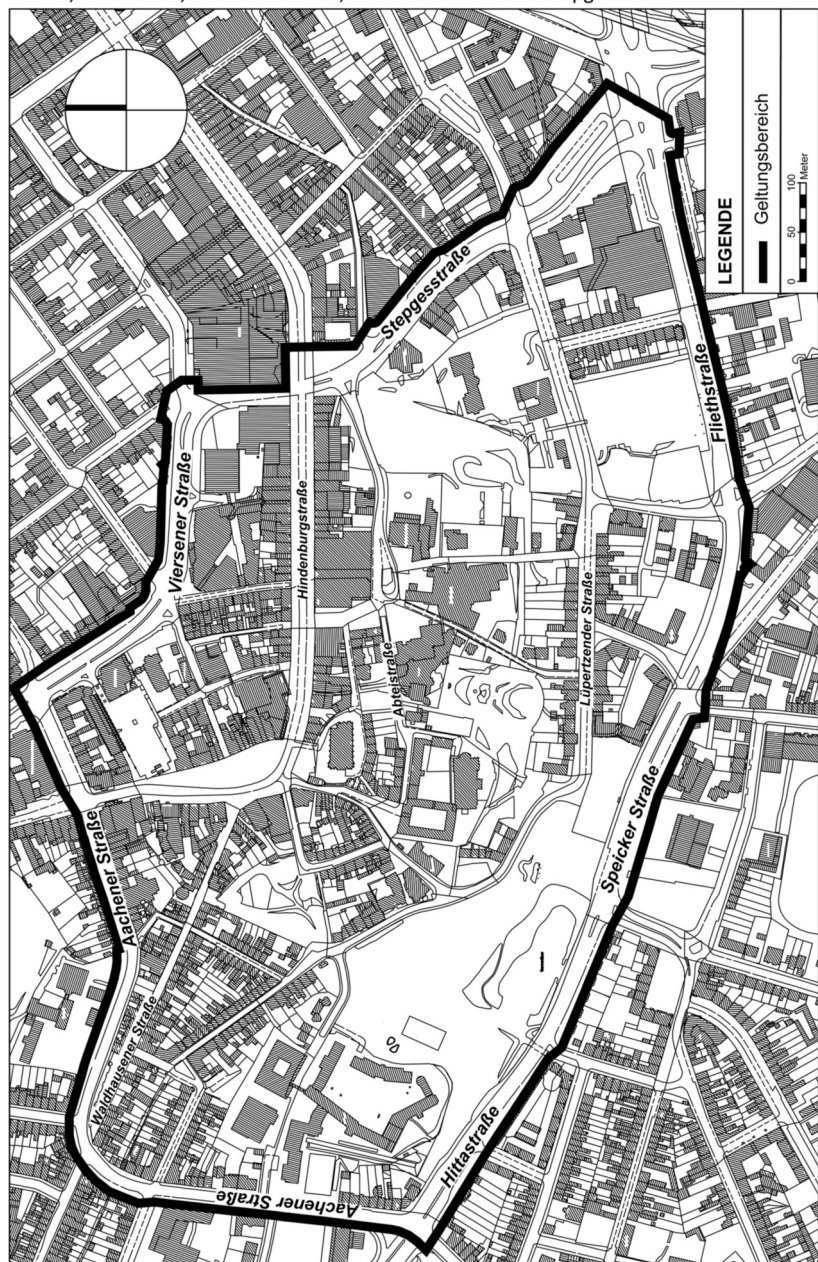 Viersener Straße
Stepgesstraße
Hindenburgstraße
Abteistraße
Lüpertzender Straße
Fliethstraße
Aachener Straße
Waldhausener Straße
Speicker Straße
Hittastraße
Aachener Straße
LEGENDE
Geltungsbereich
0 50 100
Meter